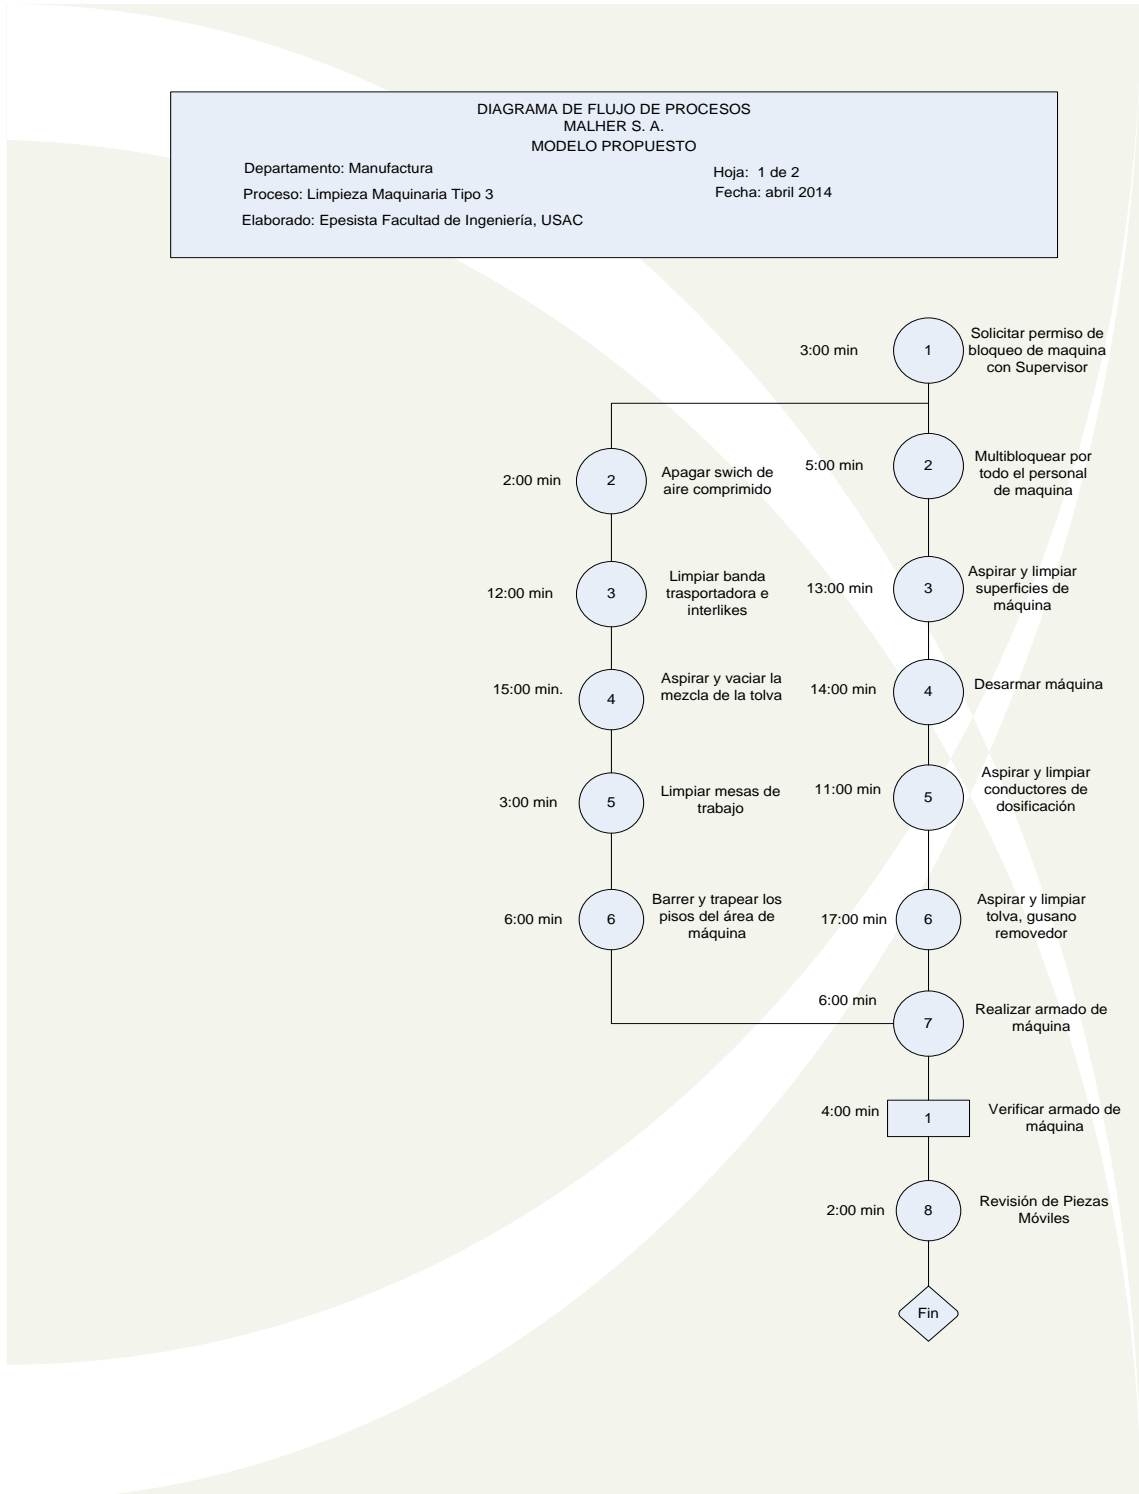 DIAGRAMA DE FLUJO DE PROCESOS
MALHER S. A.
MODELO PROPUESTO
Departamento: Manufactura
Hoja: 1 de 2
Proceso: Limpieza Maquinaria Tipo 3
Fecha: abril 2014
Elaborado: Epesista Facultad de Ingeniería, USAC
3:00 min
1
Solicitar permiso de
bloqueo de maquina
con Supervisor
2:00 min
2
Apagar swich de
aire comprimido
5:00 min
2
Multibloquear por
todo el personal
de maquina
12:00 min
3
Limpiar banda
trasportadora e
interlikes
13:00 min
3
Aspirar y limpiar
superficies de
máquina
15:00 min.
4
Aspirar y vaciar la
mezcla de la tolva
14:00 min
4
Desarmar máquina
3:00 min
5
Limpiar mesas de
trabajo
11:00 min
5
Aspirar y limpiar
conductores de
dosificación
6:00 min
6
Barrer y trapear los
pisos del área de
máquina
17:00 min
6
Aspirar y limpiar
tolva, gusano
removedor
6:00 min
7
Realizar armado de
máquina
4:00 min
1
Verificar armado de
máquina
2:00 min
8
Revisión de Piezas
Móviles
Fin